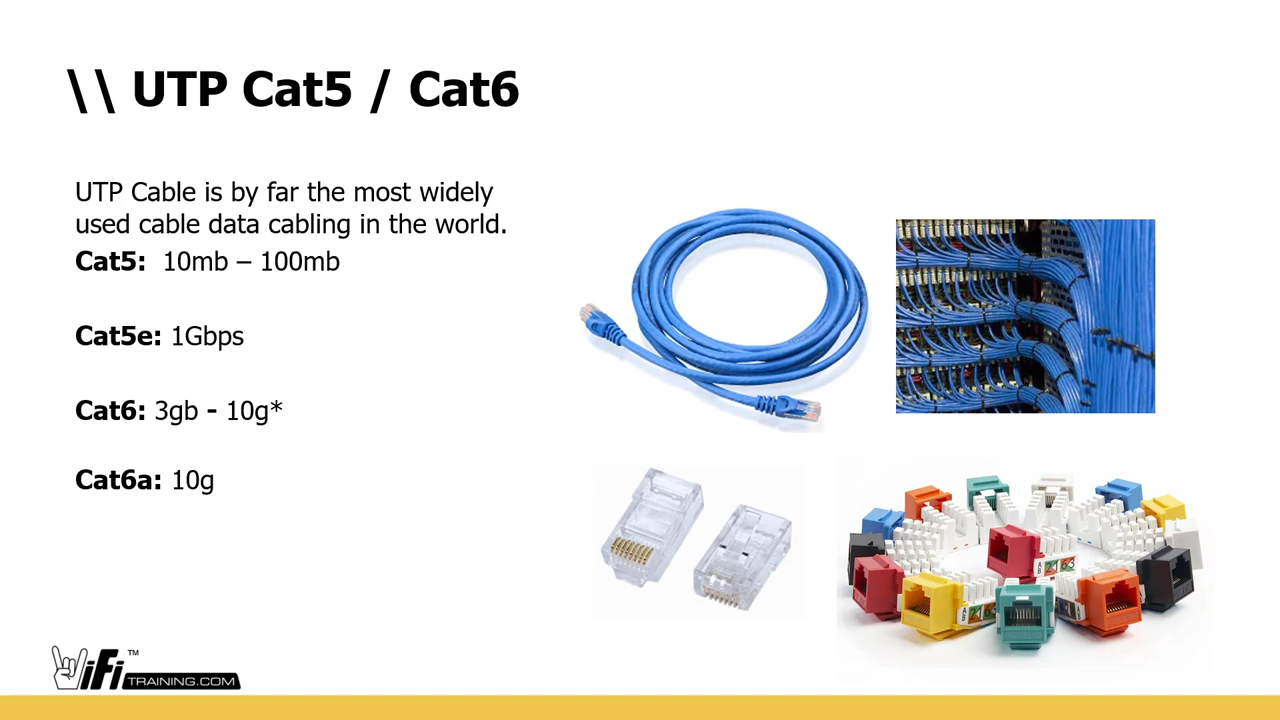 \\ UTP Cat5 / Cat6
UTP Cable is by far the most widely
used cable data cabling in the world.
Cat5:  10mb – 100mb
Cat5e: 1Gbps
Cat6: 3gb - 10g*
Cat6a: 10g
WiFi ™
TRAINING.COM